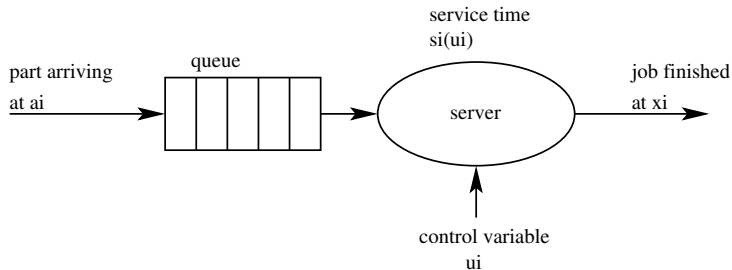 service time
si(ui)
part arriving
at ai
queue
server
job finished
at xi
control variable
ui